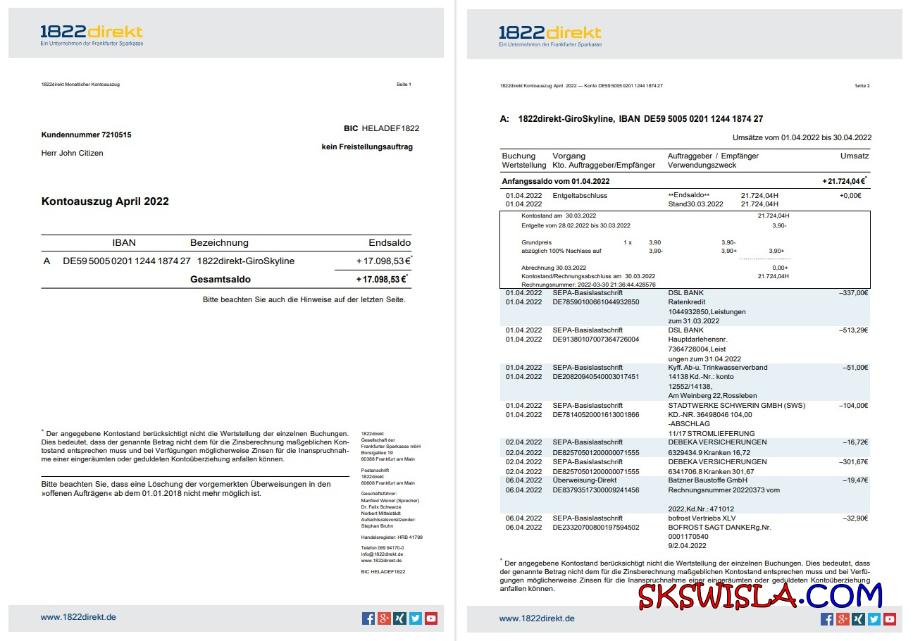 1822direkt
Ein Unternehmen der Frankfurter Sparkasse
1822direkt Monatlicher Kontoauszug Seite 1
BIC HELADEF1822
Kundennummer 7210515
kein Freistellungsauftrag
Herr John Citizen
Kontoauszug April 2022
IBAN Bezeichnung Endsaldo
A DE59 5005 0201 1244 1874 27 1822direkt-GiroSkyline +17.098,53€*
Gesamtsaldo +17.098,53€*
Bitte beachten Sie auch die Hinweise auf der letzten Seite.
* Der angegebene Kontostand berücksichtigt nicht die Wertstellung der einzelnen Buchungen.
Dies bedeutet, dass der genannte Betrag nicht dem für die Zinsberechnung maßgeblichen Kon-
tostand entsprechen muss und bei Verfügungen möglicherweise Zinsen für die Inanspruchnah-
me einer eingeräumten oder geduldeten Kontoüberziehung anfallen können.
Bitte beachten Sie, dass eine Löschung der vorgemerkten Überweisungen in den
»offenen Aufträgen« ab dem 01.01.2018 nicht mehr möglich ist.
1822direkt
Gesellschaft der
Frankfurter Sparkasse mbH
Borsigallee 19
60388 Frankfurt am Main
Postanschrift
1822direkt
60608 Frankfurt am Main
Geschäftsführer:
Manfred Weiner (Sprecher)
Dr. Felix Schwarze
Norbert Mittelstädt
Aufsichtsratsvorsitzender
Stephan Bruhn
Handelsregister: HRB 41798
Telefon 069 94170-0
info@1822direkt.de
www.1822direkt.de
BIC HELADEF1822
www.1822direkt.de
1822direkt
Ein Unternehmen der Frankfurter Sparkasse
1822direkt Kontoauszug April 2022 — Konto DE59 5005 0201 1244 1874 27 Seite 2
A: 1822direkt-GiroSkyline, IBAN DE59 5005 0201 1244 1874 27
Umsätze vom 01.04.2022 bis 30.04.2022
Buchung Vorgang Auftraggeber / Empfänger Umsatz
Wertstellung Kto. Auftraggeber/Empfänger Verwendungszweck
Anfangssaldo vom 01.04.2022 +21.724,04€*
01.04.2022 Entgeltabschluss **Endsaldo** 21.724,04H +0,00€
01.04.2022 Stand30.03.2022 21.724,04H
Kontostand am 30.03.2022 21.724,04H
Entgelte vom 28.02.2022 bis 30.03.2022 3,90-
Grundpreis 1 x 3,90 3,90-
abzüglich 100% Nachlass auf 3,90- 3,90+ 3,90+
Abrechnung 30.03.2022 0,00+
Kontostand/Rechnungsabschluss am 30.03.2022 21.724,04H
Rechnungsnummer: 2022-03-30 21:36:44.428576
01.04.2022 SEPA-Basislastschrift DSL BANK –337,00€
01.04.2022 DE78590100661044932850 Ratenkredit
1044932850,Leistungen
zum 31.03.2022
01.04.2022 SEPA-Basislastschrift DSL BANK –513,29€
01.04.2022 DE91380107007364726004 Hauptdarlehensnr.
7364726004,Leist
ungen zum 31.04.2022
01.04.2022 SEPA-Basislastschrift Kyff. Ab-u. Trinkwasserverband –51,00€
01.04.2022 DE20820940540003017451 14138 Kd.-Nr.: konto
12552/14138,
Am Weinberg 22,Rossleben
01.04.2022 SEPA-Basislastschrift STADTWERKE SCHWERIN GMBH (SWS) –104,00€
01.04.2022 DE78140520001613001866 KD.-NR. 36498046 104,00
-ABSCHLAG
11/17 STROMLIEFERUNG
02.04.2022 SEPA-Basislastschrift DEBEKA VERSICHERUNGEN –16,72€
02.04.2022 DE82570501200000071555 6329434.9 Kranken 16,72
02.04.2022 SEPA-Basislastschrift DEBEKA VERSICHERUNGEN –301,67€
02.04.2022 DE82570501200000071555 6341706.8 Kranken 301,67
06.04.2022 Überweisung-Direkt Batzner Baustoffe GmbH –19,47€
06.04.2022 DE83793517300009241456 Rechnungsnummer 20220373 vom
2022,Kd.Nr.: 471012
06.04.2022 SEPA-Basislastschrift bofrost Vertriebs XLV –32,90€
06.04.2022 DE23320700800197594502 BOFROST SAGT DANKERg.Nr.
0001170540
9/2.04.2022
* Der angegebene Kontostand berücksichtigt nicht die Wertstellung der einzelnen Buchungen. Dies bedeutet, dass
der genannte Betrag nicht dem für die Zinsberechnung maßgeblichen Kontostand entsprechen muss und bei Verfü-
gungen möglicherweise Zinsen für die Inanspruchnahme einer eingeräumten oder geduldeten Kontoüberziehung
anfallen können.
SKSWISLA.COM
www.1822direkt.de